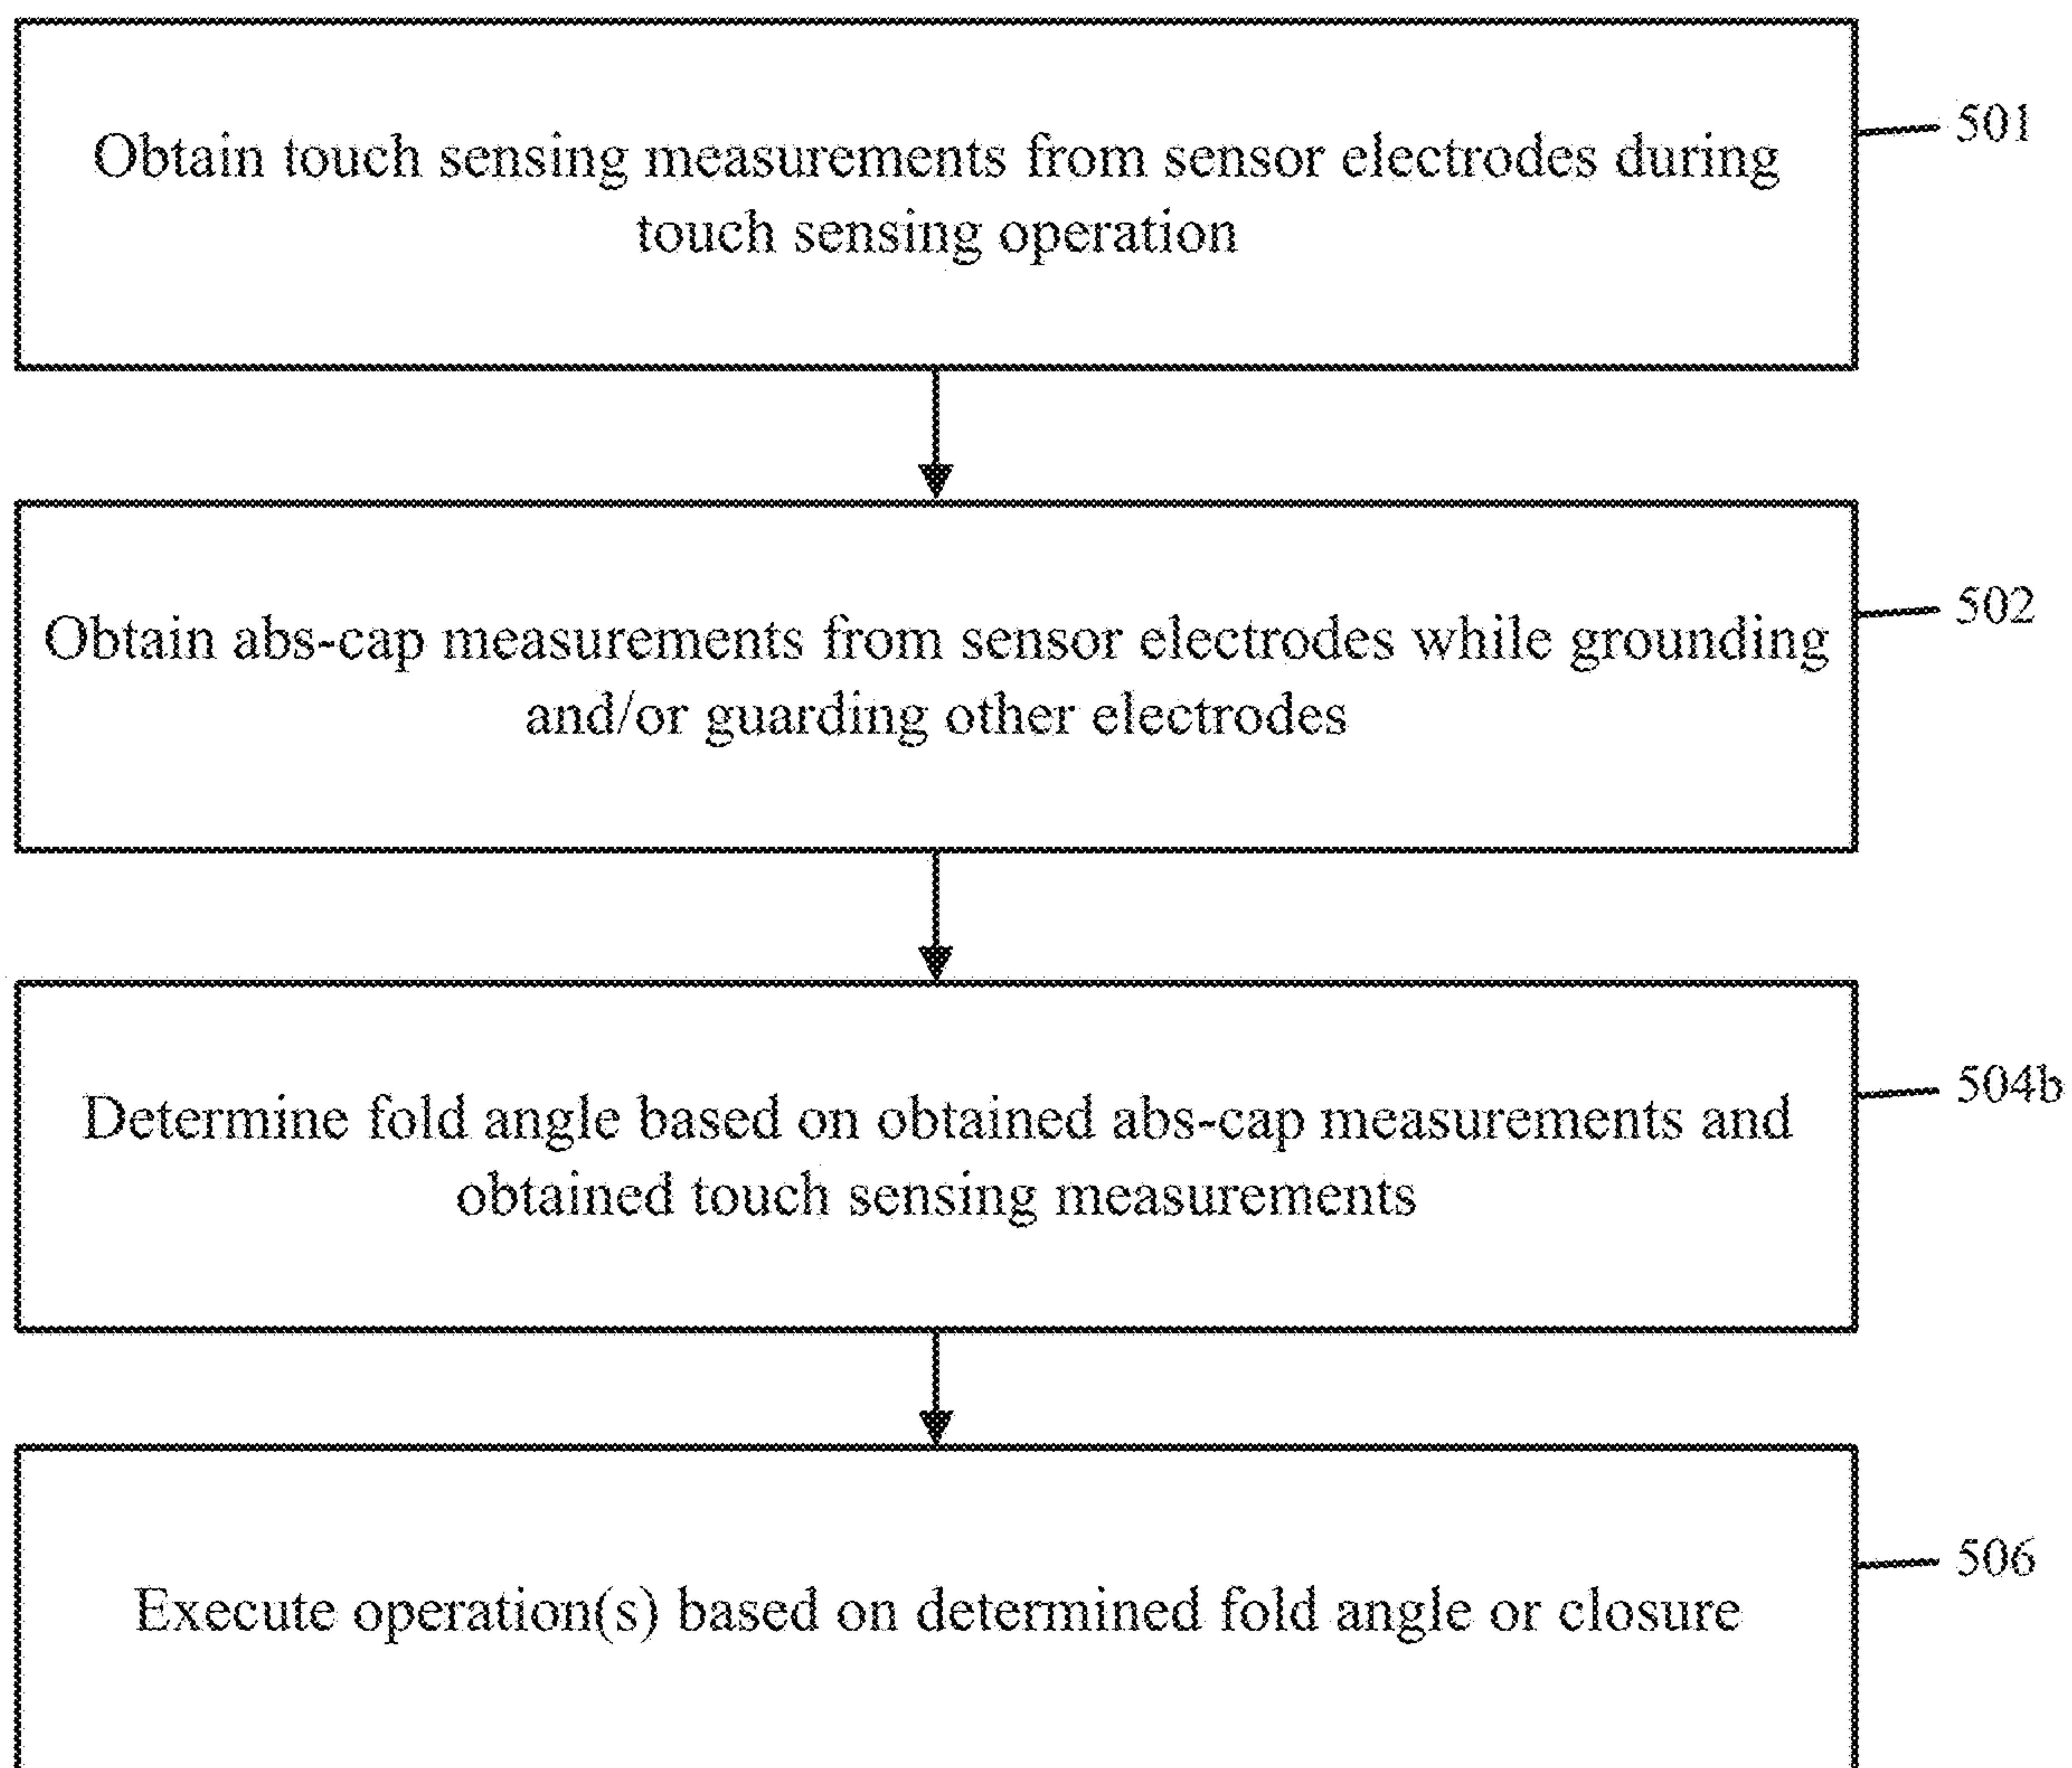 Obtain touch sensing measurements from sensor electrodes during
touch sensing operation
501
Obtain abs-cap measurements from sensor electrodes while grounding
and/or guarding other electrodes
502
Determine fold angle based on obtained abs-cap measurements and
obtained touch sensing measurements
504b
Execute operation(s) based on determined fold angle or closure
506